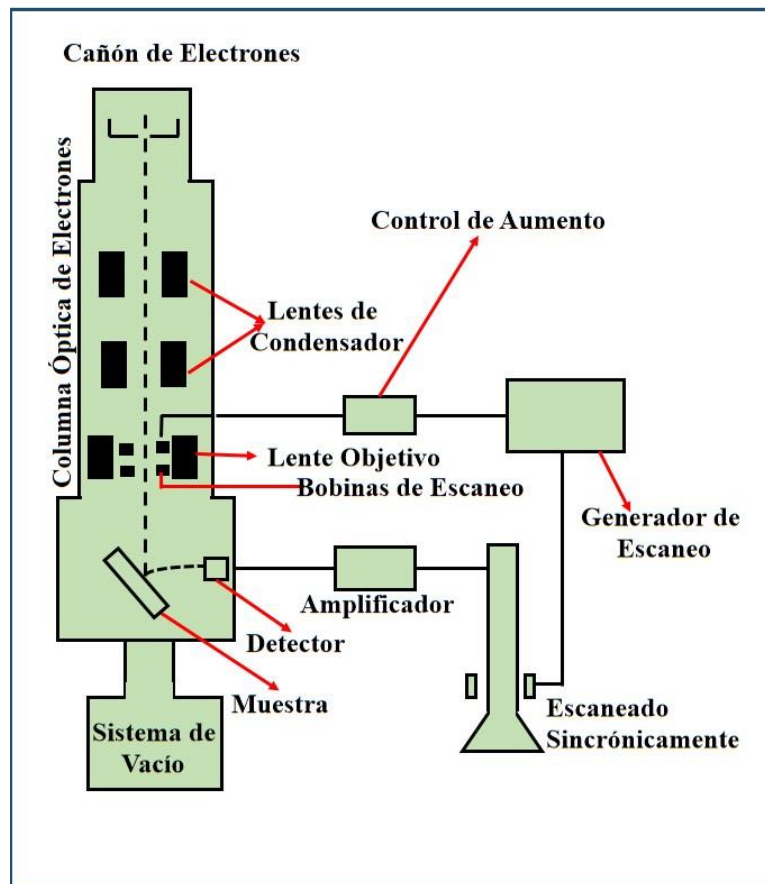 Cañón de Electrones
Columna Óptica de Electrones
Control de Aumento
Lentes de
Condensador
Lente Objetivo
Bobinas de Escaneo
Generador de
Escaneo
Amplificador
Detector
Muestra
Escaneado
Sincrónicamente
Sistema de
Vacío